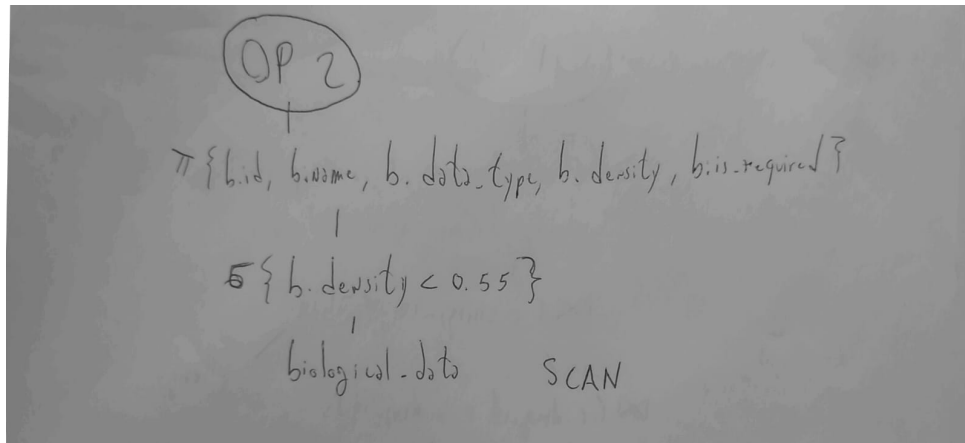 OP 2
π {b.id, b.name, b. data_type, b. density, b.is_required}
σ { b. density < 0.55 }
biological_data SCAN